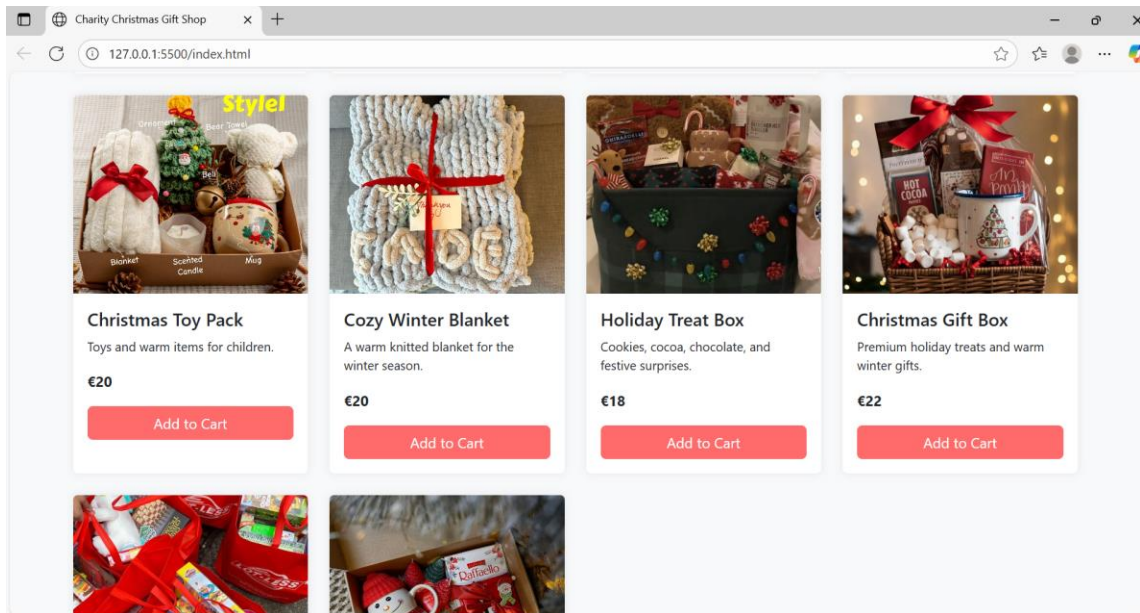 Charity Christmas Gift Shop
127.0.0.1:5500/index.html
Style!
Ornament
Bear Towel
Bell
Blanket
Scented
Candle
Mug
HOT
COCOA
Christmas Toy Pack
Toys and warm items for children.
€20
Add to Cart
Cozy Winter Blanket
A warm knitted blanket for the
winter season.
€20
Add to Cart
Holiday Treat Box
Cookies, cocoa, chocolate, and
festive surprises.
€18
Add to Cart
Christmas Gift Box
Premium holiday treats and warm
winter gifts.
€22
Add to Cart
Raffaello